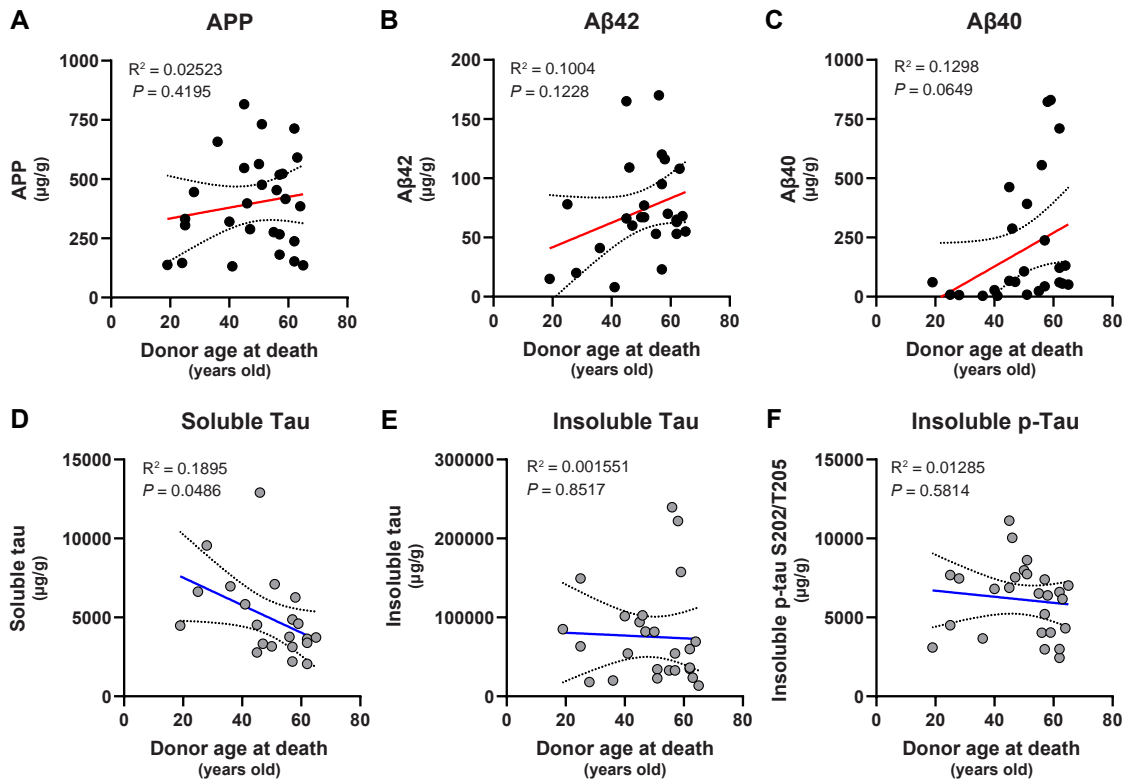 A
APP
R² = 0.02523
P = 0.4195
APP
(μg/g)
1000
750
500
250
0
0 20 40 60 80
Donor age at death
(years old)
B
Aβ42
R² = 0.1004
P = 0.1228
Aβ42
(μg/g)
200
150
100
50
0
0 20 40 60 80
Donor age at death
(years old)
C
Aβ40
R² = 0.1298
P = 0.0649
Aβ40
(μg/g)
1000
750
500
250
0
0 20 40 60 80
Donor age at death
(years old)
D
Soluble Tau
R² = 0.1895
P = 0.0486
Soluble tau
(μg/g)
15000
10000
5000
0
0 20 40 60 80
Donor age at death
(years old)
E
Insoluble Tau
R² = 0.001551
P = 0.8517
Insoluble tau
(μg/g)
300000
200000
100000
0
0 20 40 60 80
Donor age at death
(years old)
F
Insoluble p-Tau
R² = 0.01285
P = 0.5814
Insoluble p-tau S202/T205
(μg/g)
15000
10000
5000
0
0 20 40 60 80
Donor age at death
(years old)